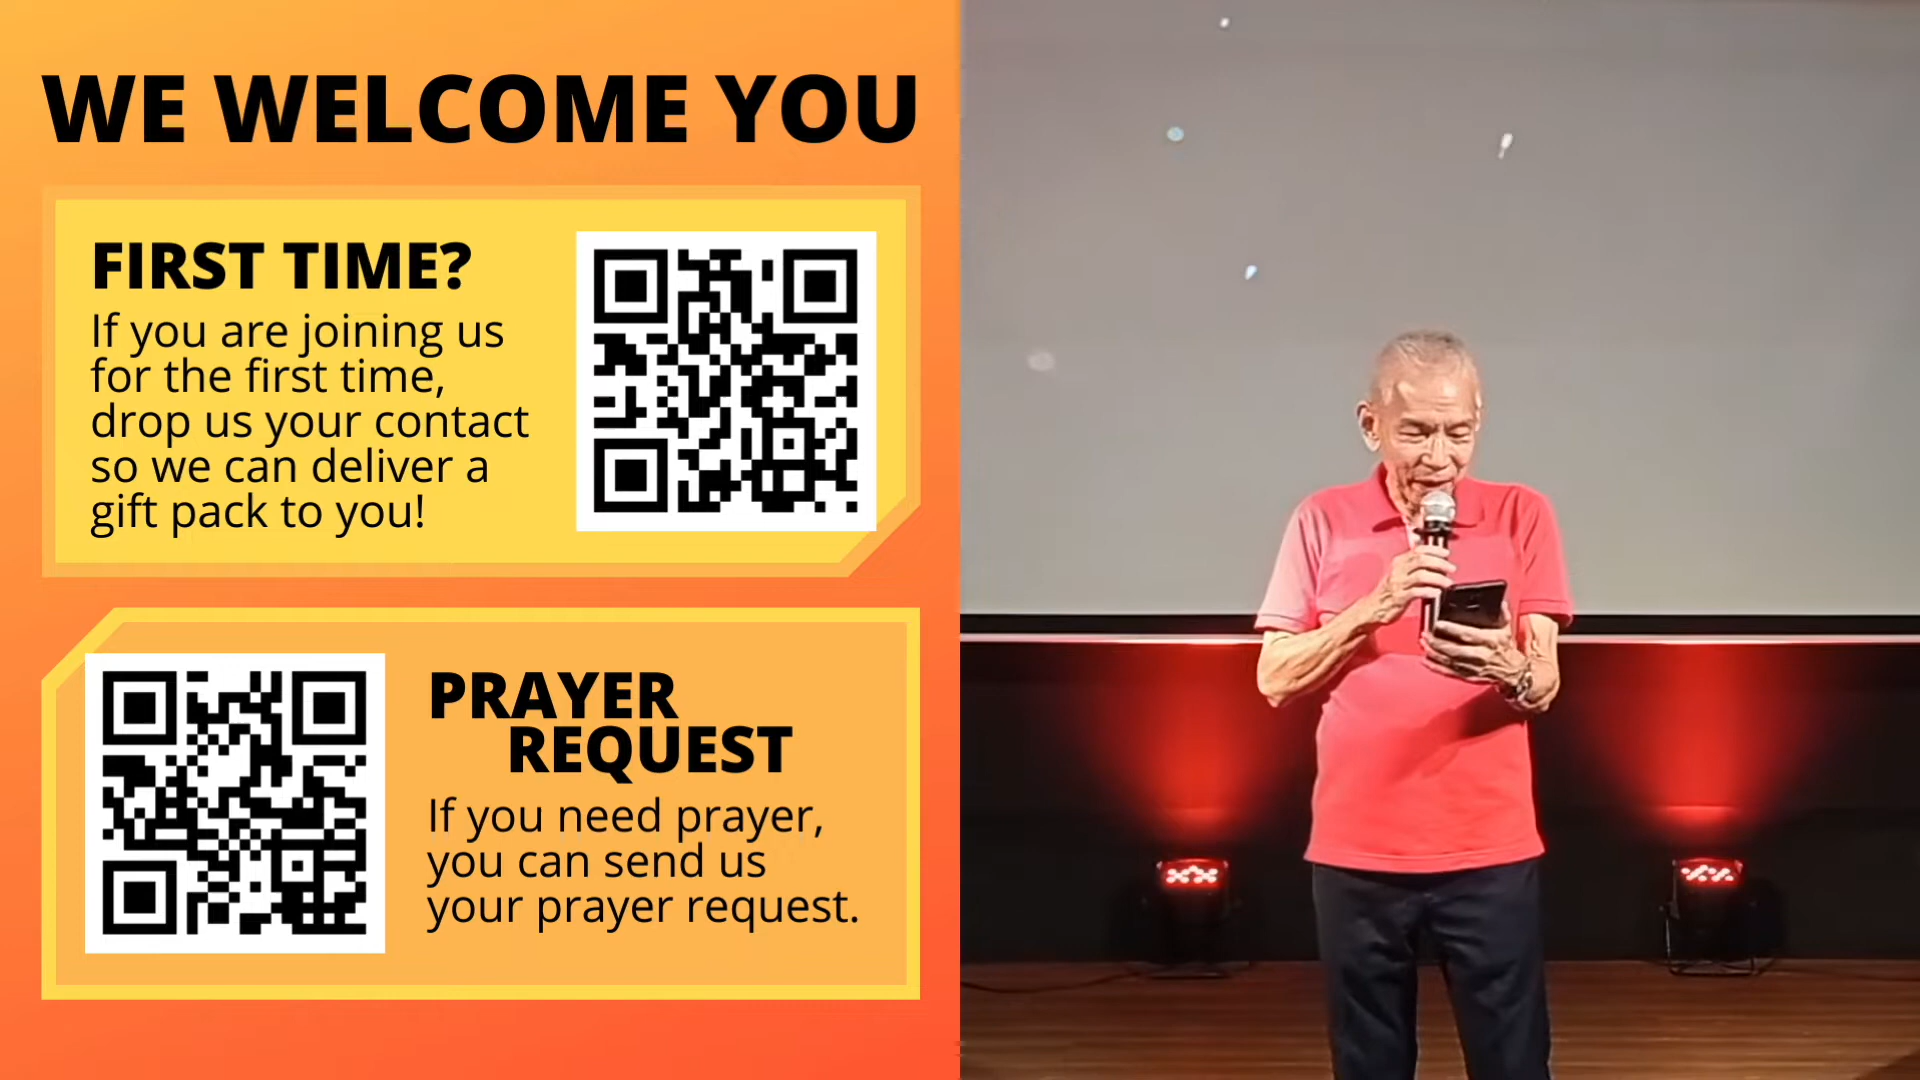 WE WELCOME YOU
FIRST TIME?
If you are joining us
for the first time,
drop us your contact
so we can deliver a
gift pack to you!
PRAYER
REQUEST
If you need prayer,
you can send us
your prayer request.